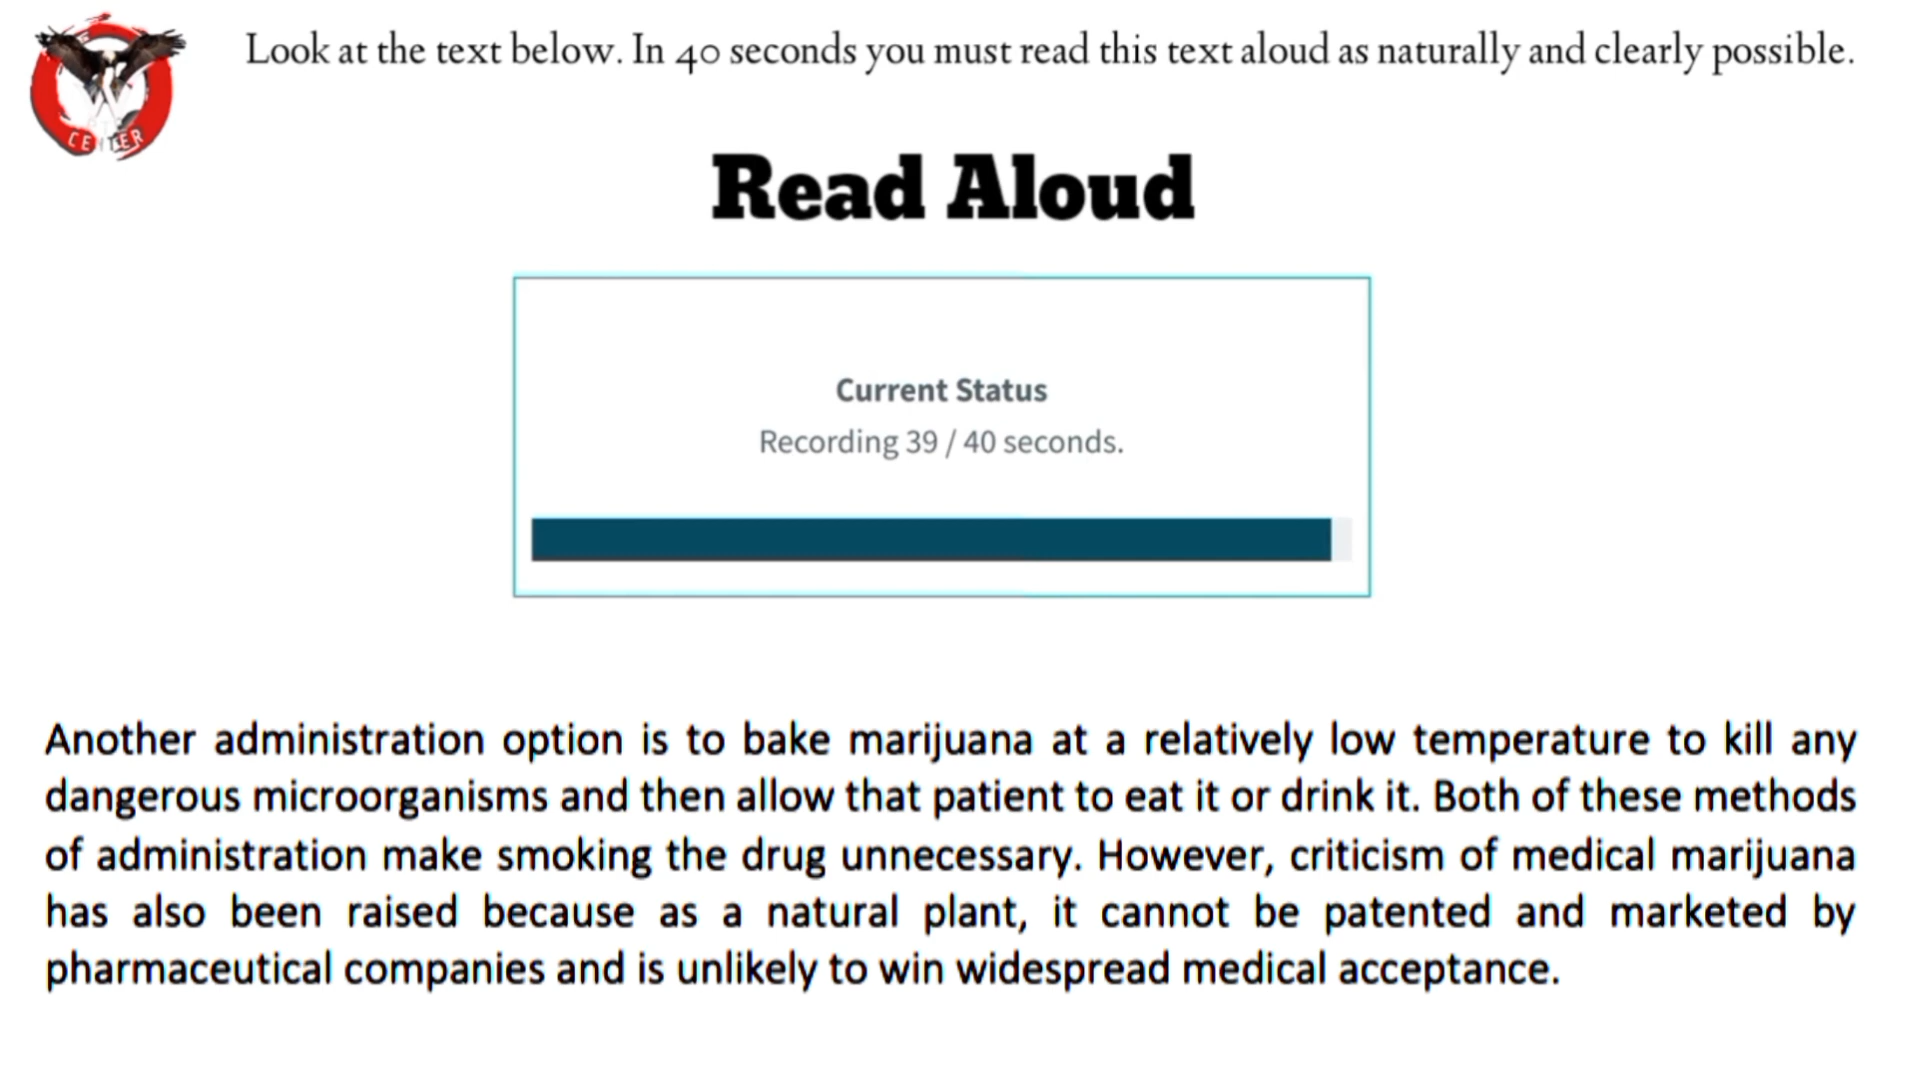 Look at the text below. In 40 seconds you must read this text aloud as naturally and clearly possible.
CENTER
Read Aloud
Current Status
Recording 39 / 40 seconds.
Another administration option is to bake marijuana at a relatively low temperature to kill any
dangerous microorganisms and then allow that patient to eat it or drink it. Both of these methods
of administration make smoking the drug unnecessary. However, criticism of medical marijuana
has also been raised because as a natural plant, it cannot be patented and marketed by
pharmaceutical companies and is unlikely to win widespread medical acceptance.